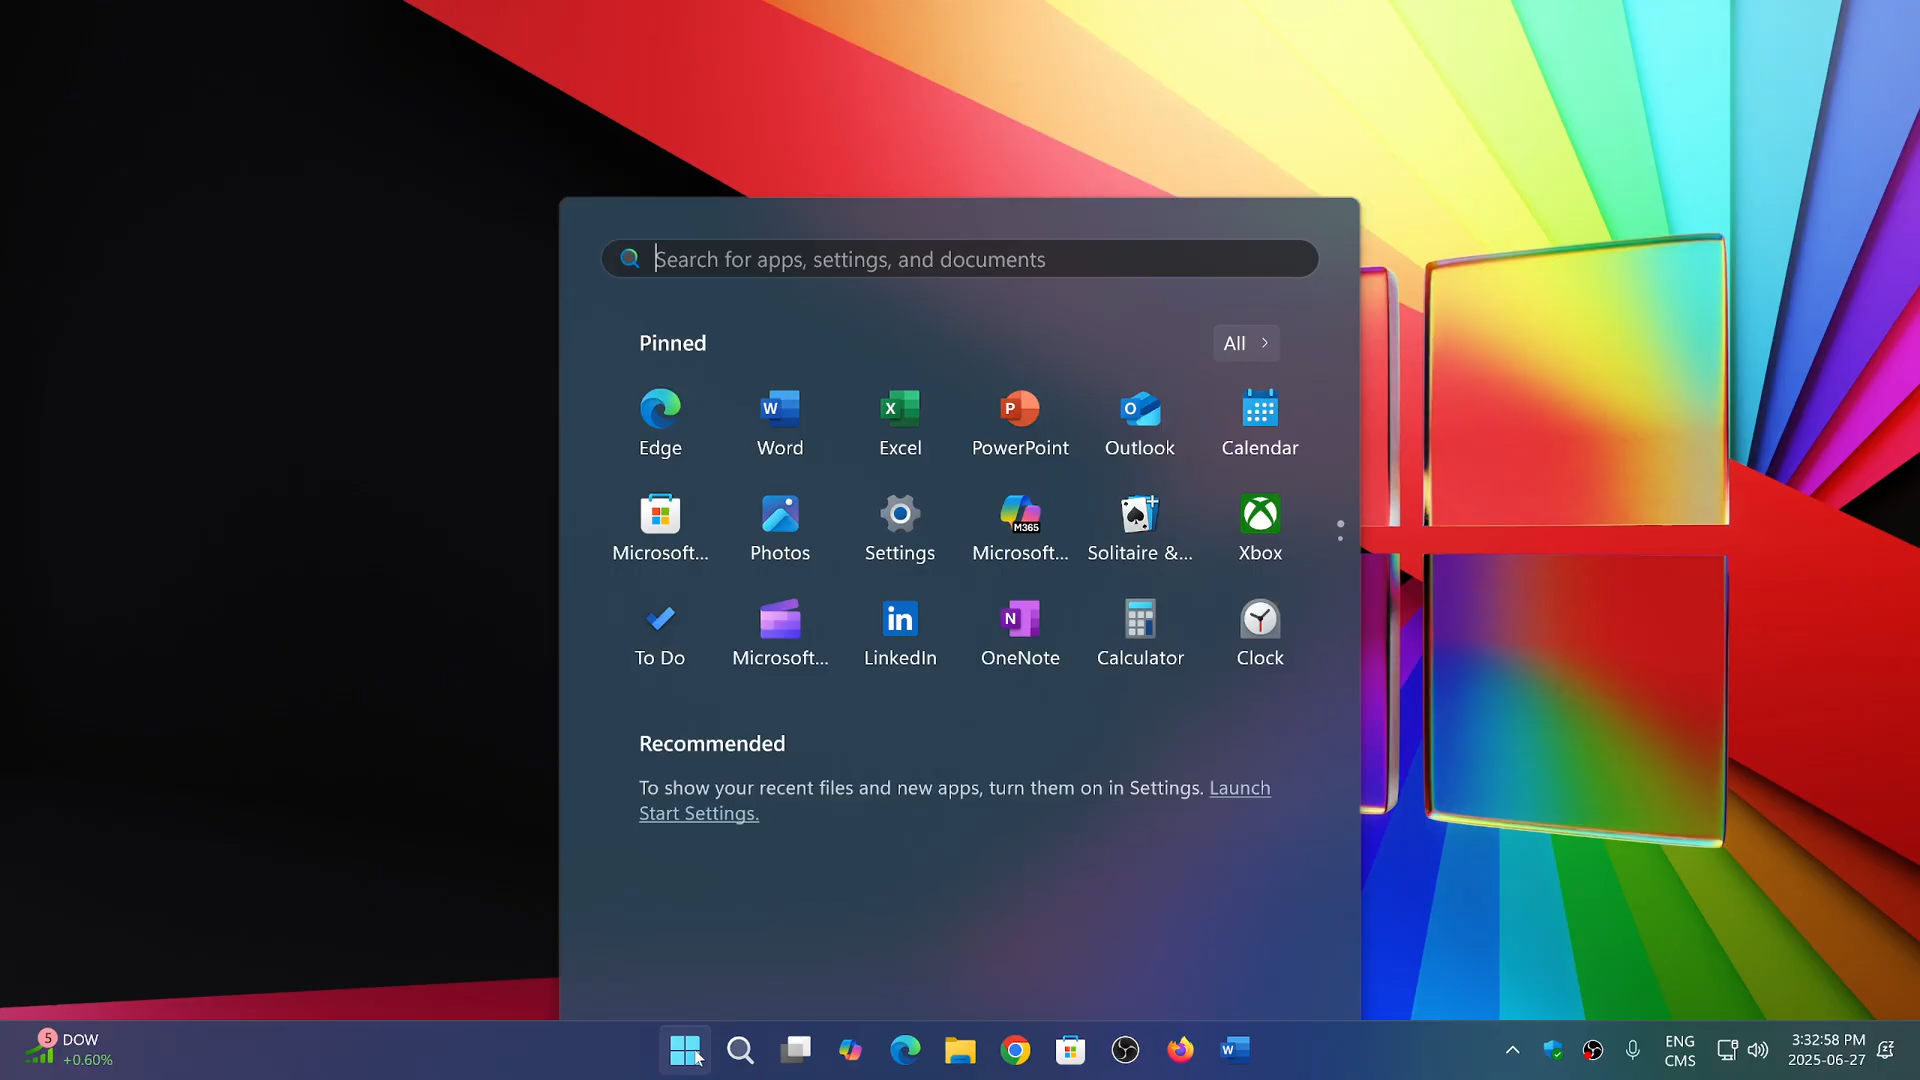 Search for apps, settings, and documents
Pinned
All
Edge
Word
Excel
PowerPoint
Outlook
Calendar
Microsoft...
Photos
Settings
M365
Microsoft...
Solitaire &...
Xbox
To Do
Microsoft...
LinkedIn
OneNote
Calculator
Clock
Recommended
To show your recent files and new apps, turn them on in Settings. Launch
Start Settings.
5
DOW
+0.60%
ENG
CMS
3:32:58 PM
2025-06-27